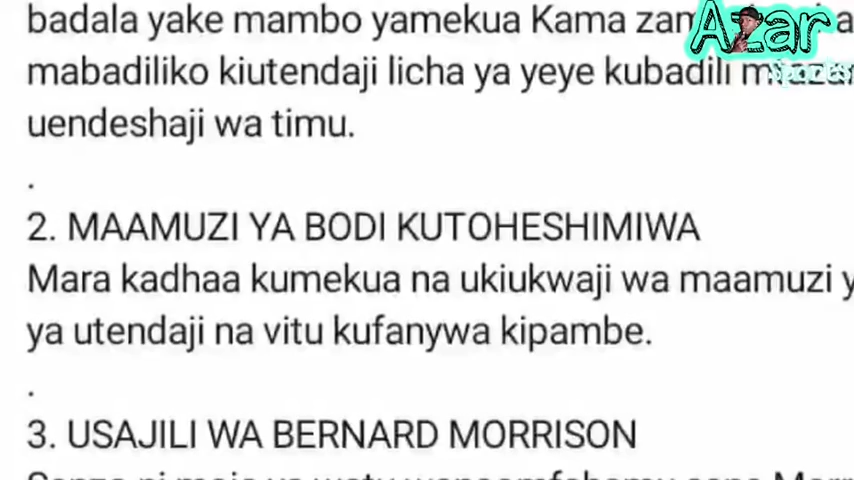 badala yake mambo yamekua Kama
Azar
mabadiliko kiutendaji licha ya yeye kubadili
Sports
uendeshaji wa timu.
.
2. MAAMUZI YA BODI KUTOHESHIMIWA
Mara kadhaa kumekua na ukiukwaji wa maamuzi
ya utendaji na vitu kufanywa kipambe.
.
3. USAJILI WA BERNARD MORRISON